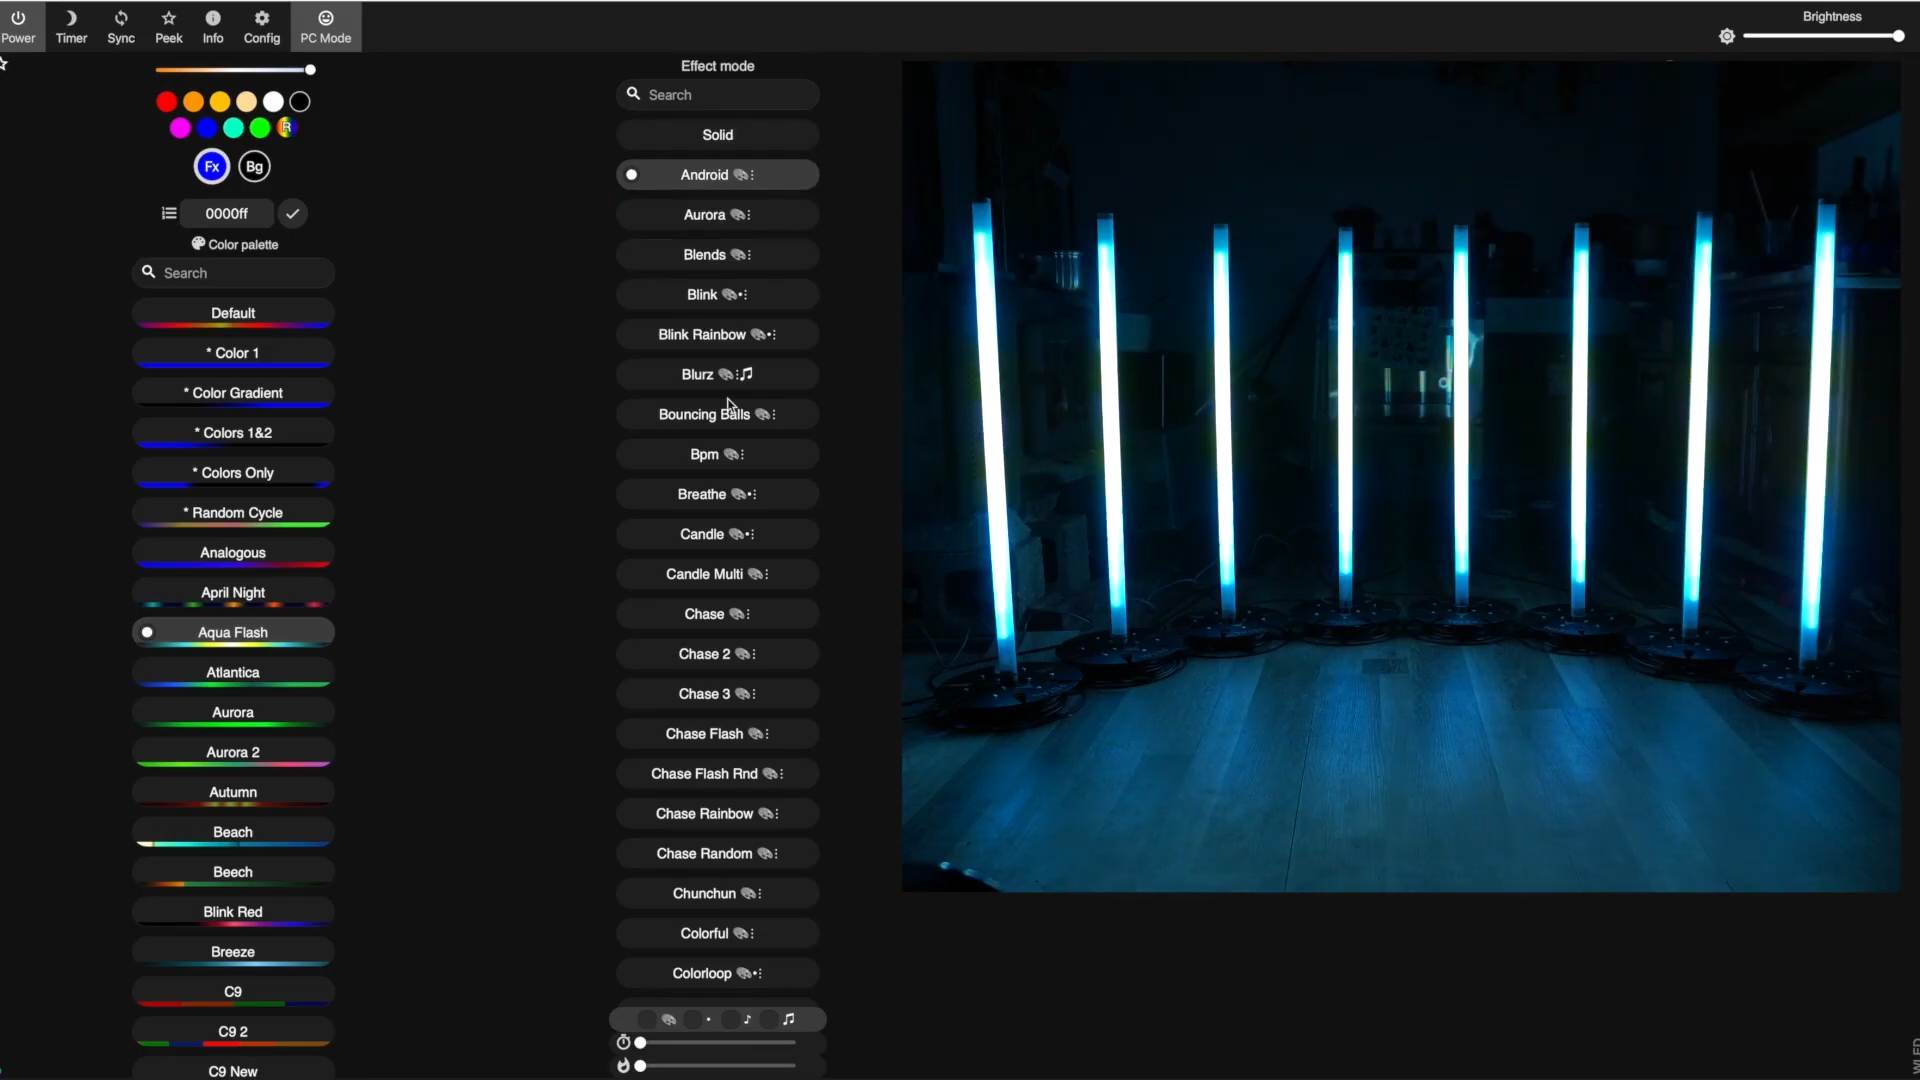 Power
Timer
Sync
Peek
Info
Config
PC Mode
Brightness
R
Fx
Bg
0000ff
Color palette
Search
Default
* Color 1
* Color Gradient
* Colors 1&2
* Colors Only
* Random Cycle
Analogous
April Night
Aqua Flash
Atlantica
Aurora
Aurora 2
Autumn
Beach
Beech
Blink Red
Breeze
C9
C9 2
C9 New
Effect mode
Search
Solid
Android
Aurora
Blends
Blink
Blink Rainbow
Blurz
Bouncing Balls
Bpm
Breathe
Candle
Candle Multi
Chase
Chase 2
Chase 3
Chase Flash
Chase Flash Rnd
Chase Rainbow
Chase Random
Chunchun
Colorful
Colorloop
WLED